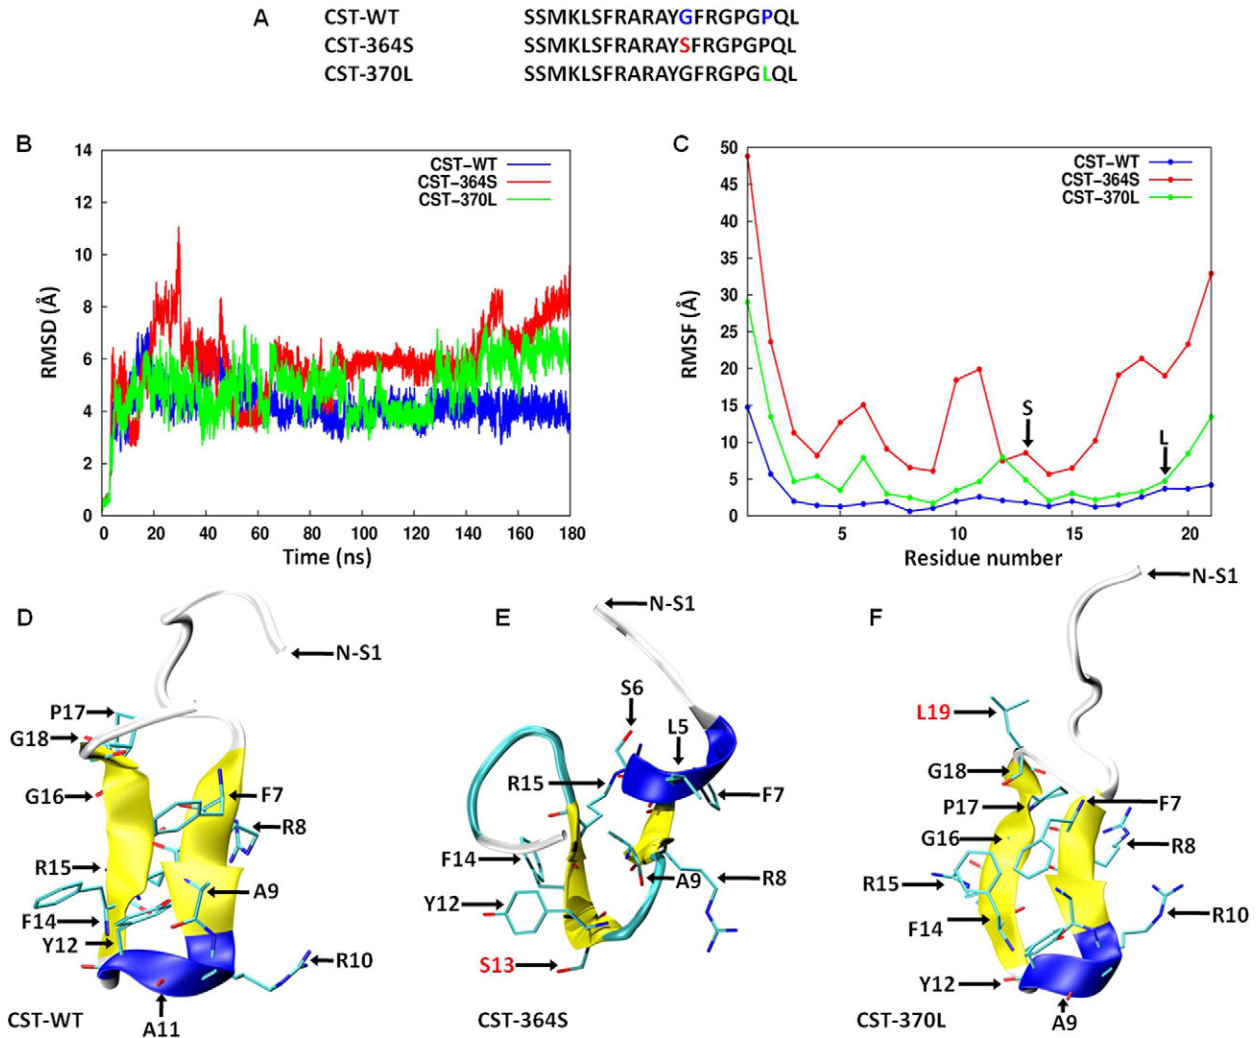 A
CST-WT SSMKLSFRARAYGFRGPGPQL
CST-364S SSMKLSFRARAYSFRGPGPQL
CST-370L SSMKLSFRARAYGFRGPGLQL
B
14
12
10
8
6
4
2
0
RMSD (Å)
CST-WT
CST-364S
CST-370L
0 20 40 60 80 100 120 140 160 180
Time (ns)
C
50
45
40
35
30
25
20
15
10
5
0
RMSF (Å)
CST-WT
CST-364S
CST-370L
S
L
5 10 15 20
Residue number
D
N-S1
P17
G18
G16
F7
R8
R15
A9
F14
Y12
R10
A11
CST-WT
E
N-S1
S6
L5
R15
F7
F14
A9
R8
Y12
S13
CST-364S
F
N-S1
L19
G18
P17
F7
G16
R8
R15
R10
F14
Y12
A9
CST-370L